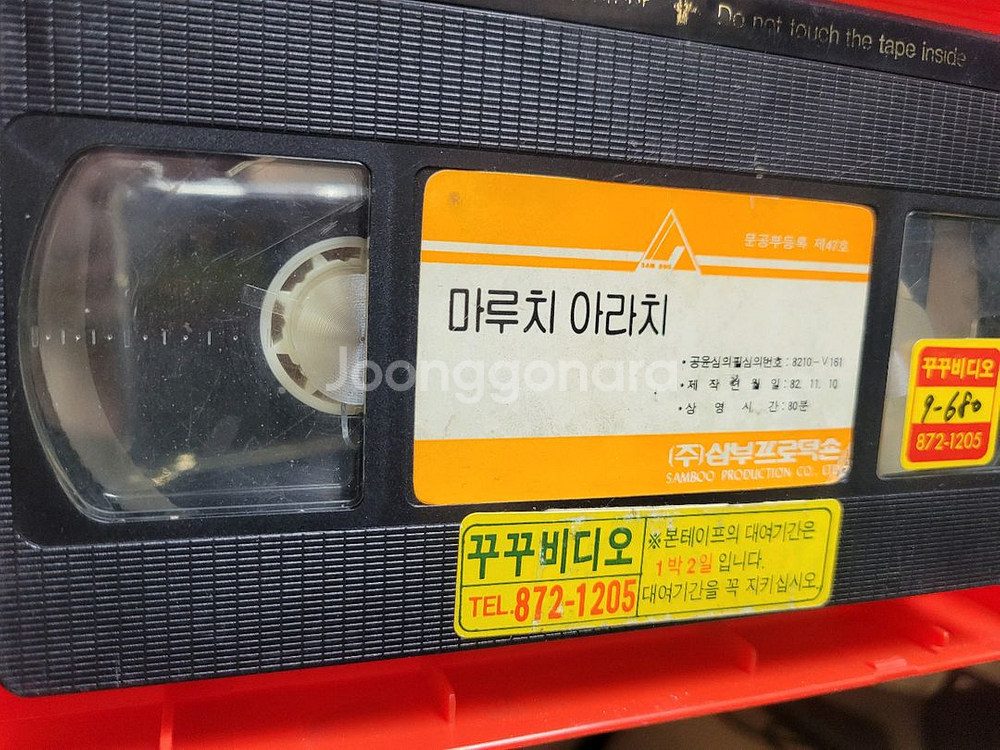 Do not touch the tape inside
SAM BOO
문공부등록 제47호
마루치 아라치
• 공윤심의필심의번호 : 8210-V161
• 제작년월일 : 82. 11. 10
• 상영시간 : 80분
(주)삼부프로덕숀
SAMBOO PRODUCTION CO., LTD.
Joonggonara
꾸꾸비디오
9-680
872-1205
꾸꾸비디오
TEL.872-1205
※본테이프의 대여기간은
1박2일입니다.
대여기간을 꼭 지키십시오.